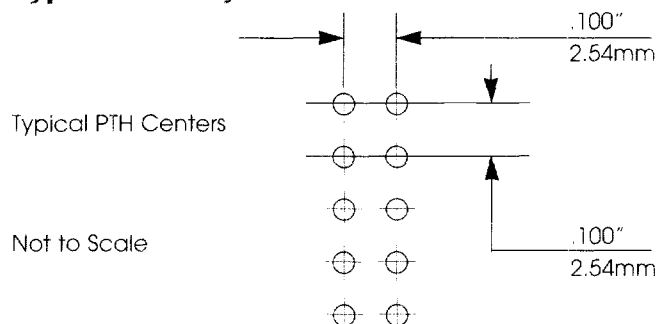 .100"
2.54mm
Typical PTH Centers
Not to Scale
.100"
2.54mm